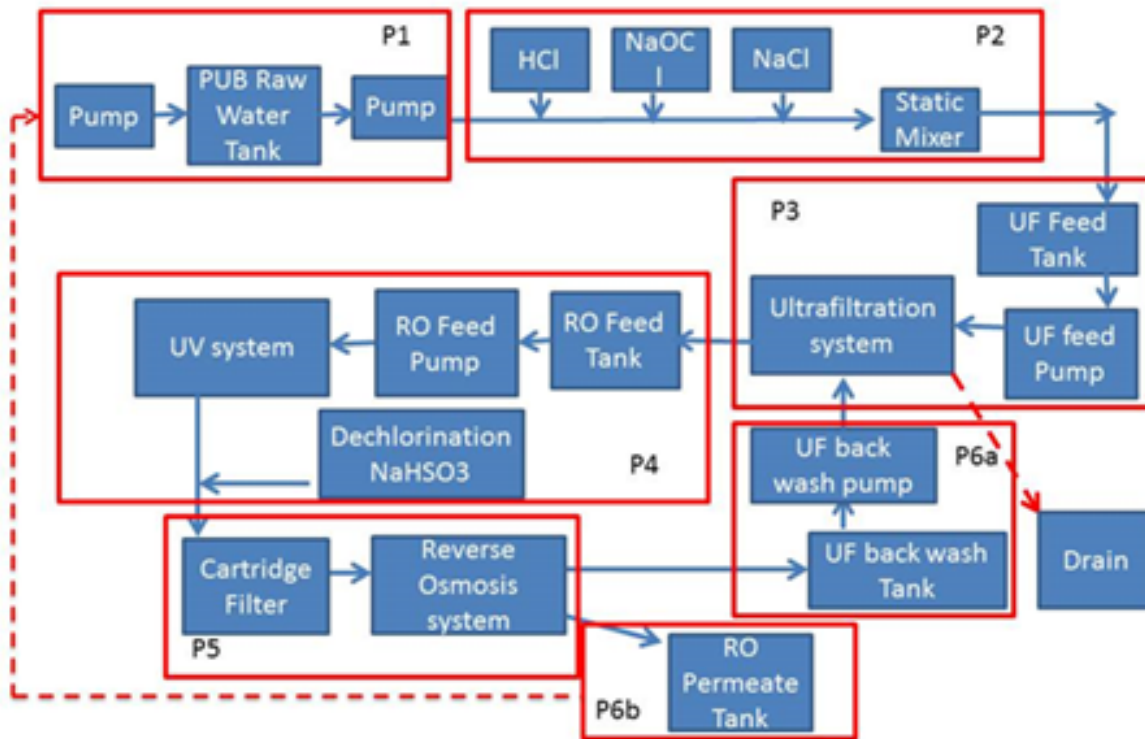 P1
Pump
PUB Raw
Water
Tank
Pump
P2
HCl
NaOC
l
NaCl
Static
Mixer
P3
UF Feed
Tank
UF feed
Pump
Ultrafiltration
system
P4
RO Feed
Tank
RO Feed
Pump
UV system
Dechlorination
NaHSO3
P5
Cartridge
Filter
Reverse
Osmosis
system
P6a
UF back
wash pump
UF back wash
Tank
Drain
P6b
RO
Permeate
Tank